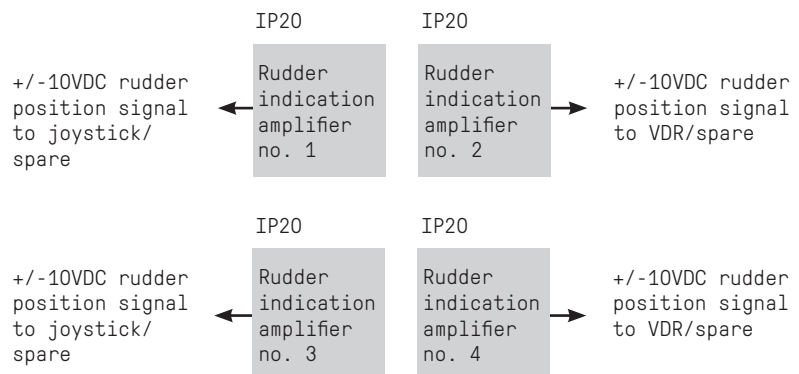 IP20
IP20
+/-10VDC rudder
position signal
to joystick/
spare
Rudder
indication
amplifier
no. 1
Rudder
indication
amplifier
no. 2
+/-10VDC rudder
position signal
to VDR/spare
IP20
IP20
+/-10VDC rudder
position signal
to joystick/
spare
Rudder
indication
amplifier
no. 3
Rudder
indication
amplifier
no. 4
+/-10VDC rudder
position signal
to VDR/spare